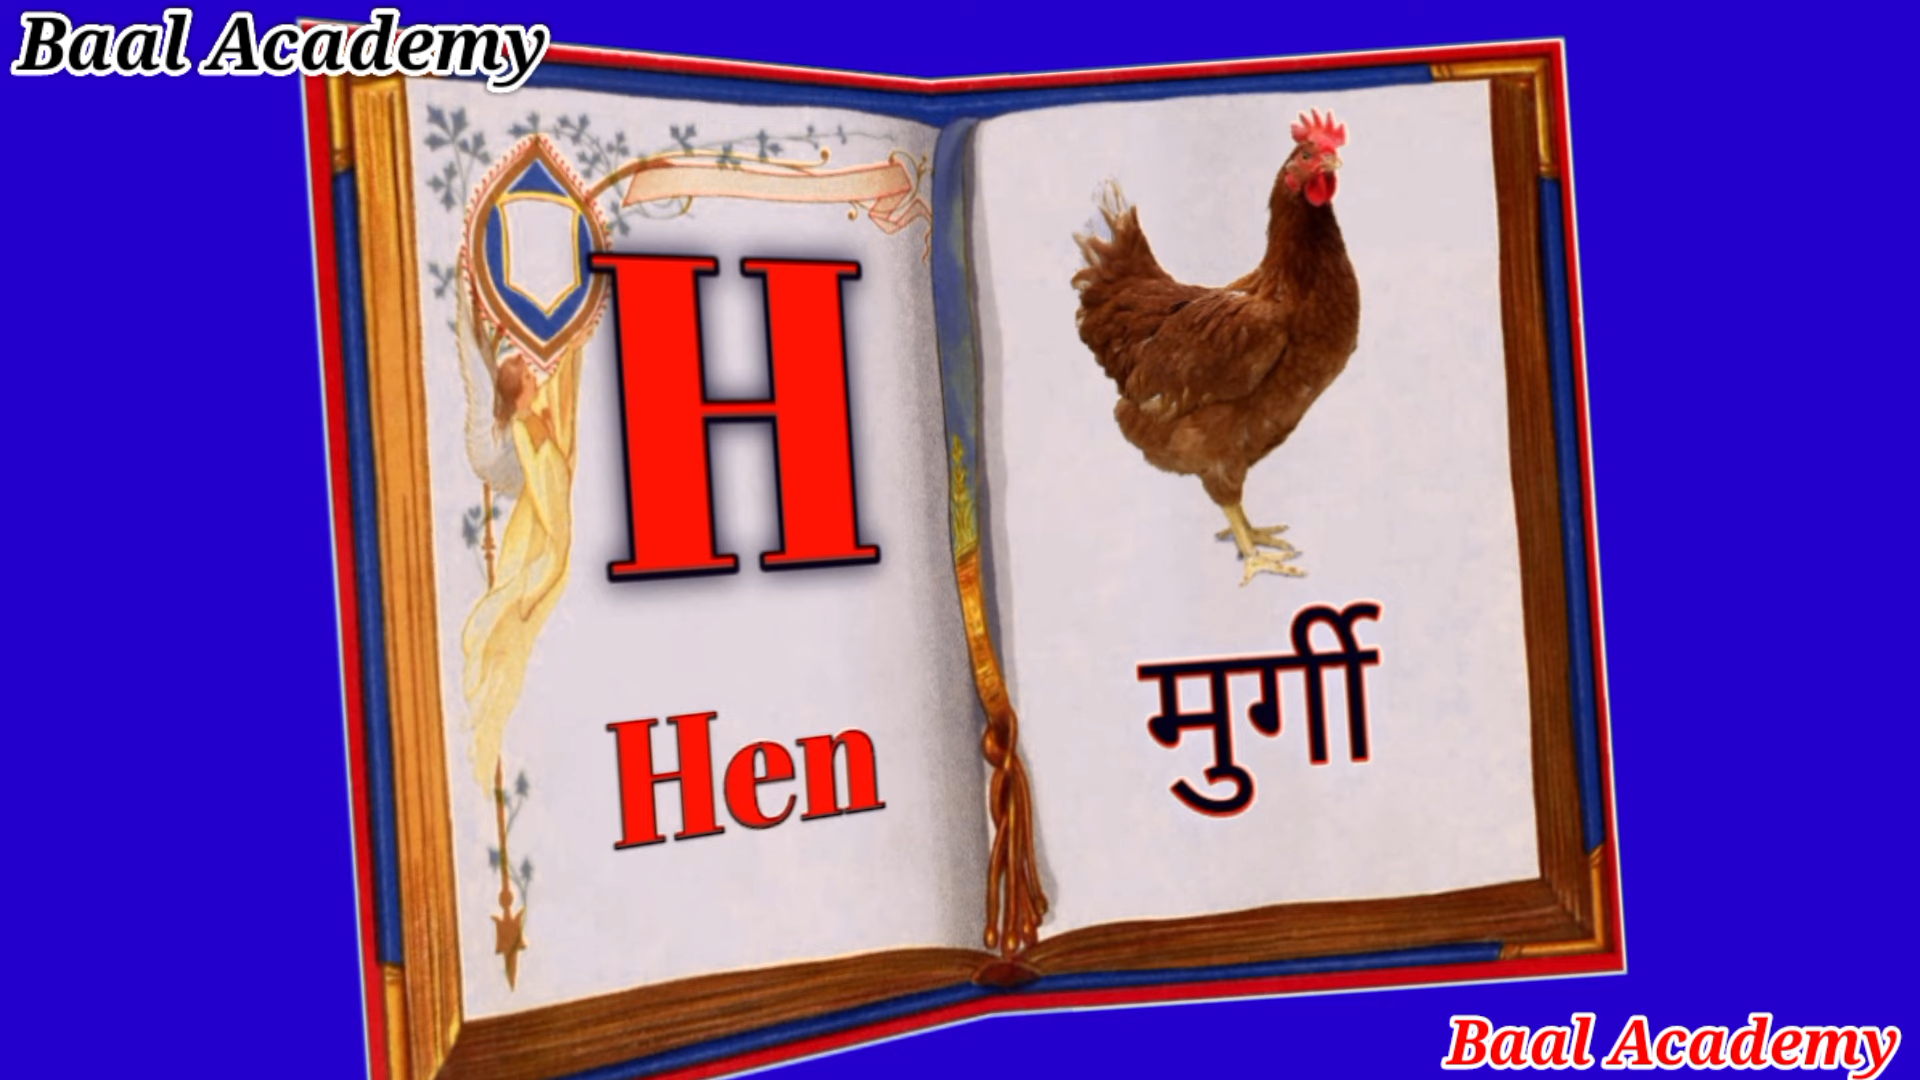 Baal Academy
H
Hen
मुर्गी
Baal Academy